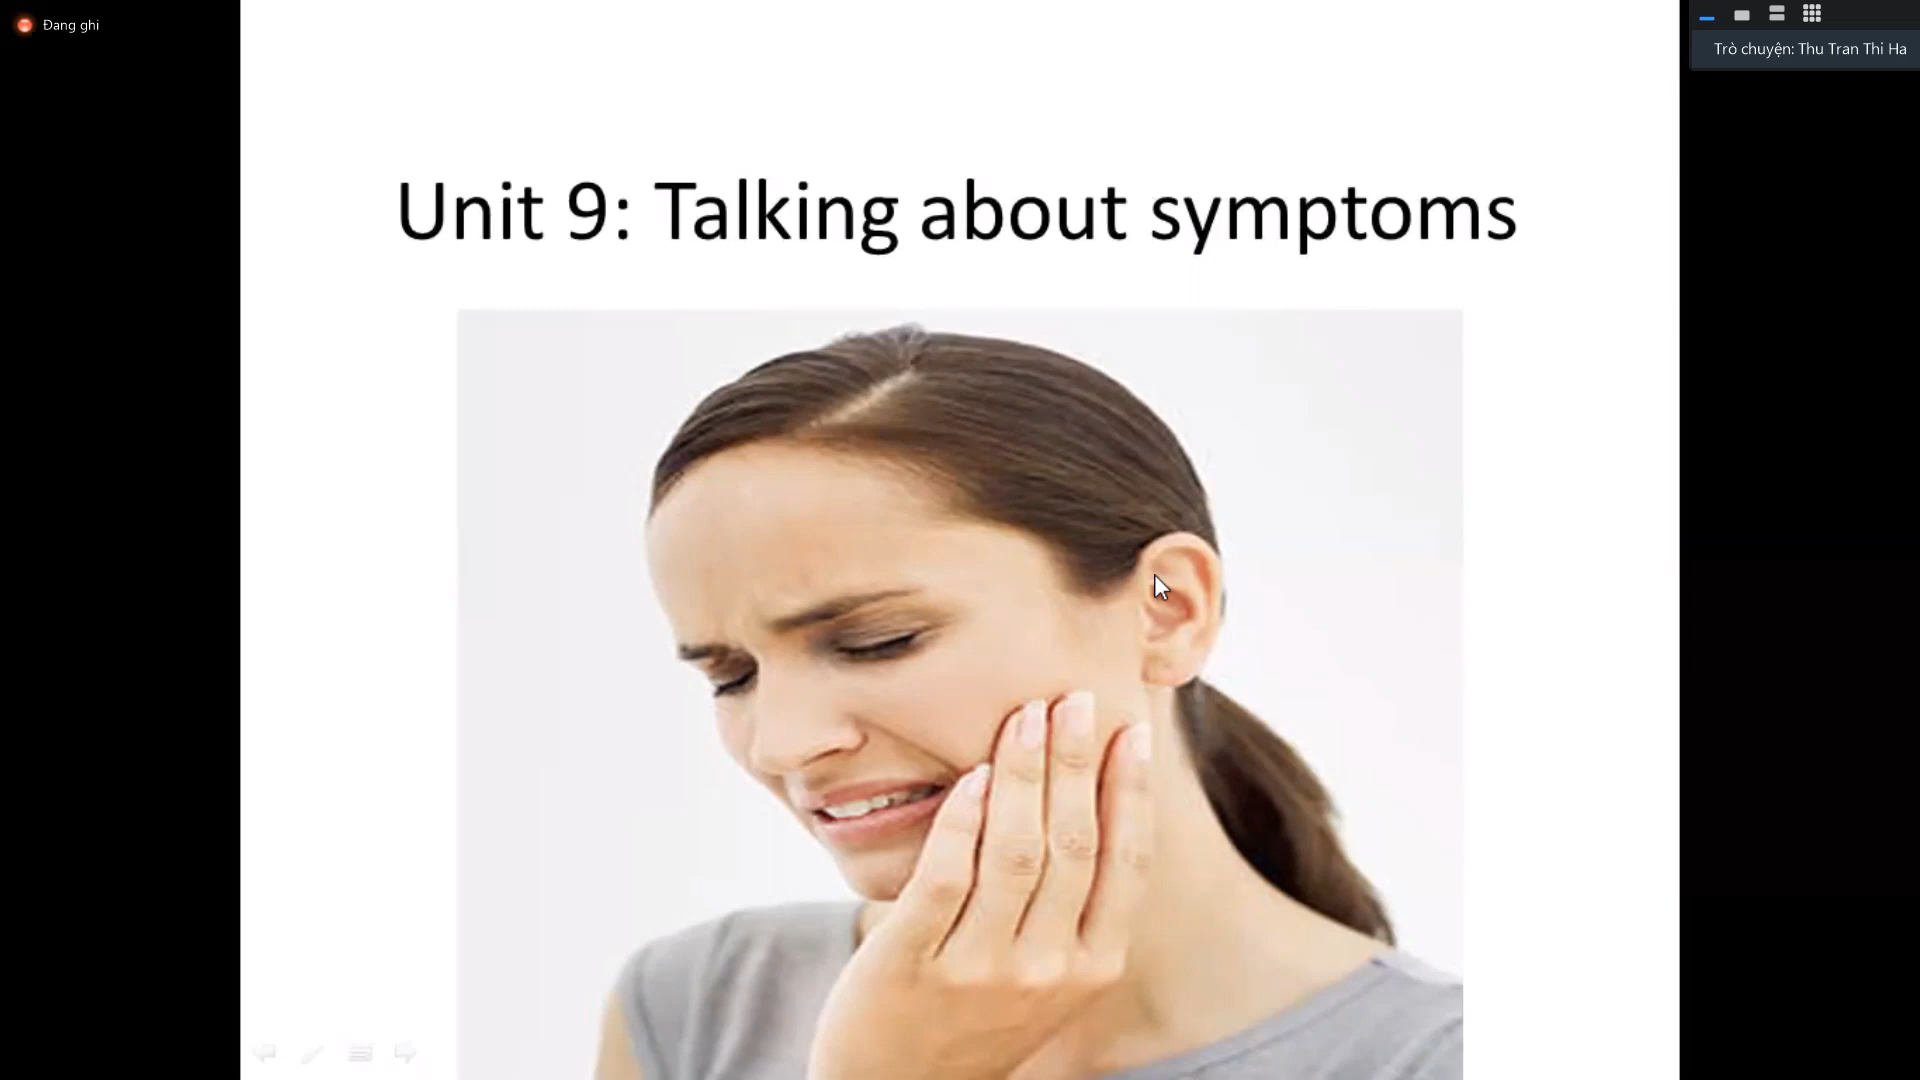 Đang ghi
Trò chuyện: Thu Tran Thi Ha
Unit 9: Talking about symptoms